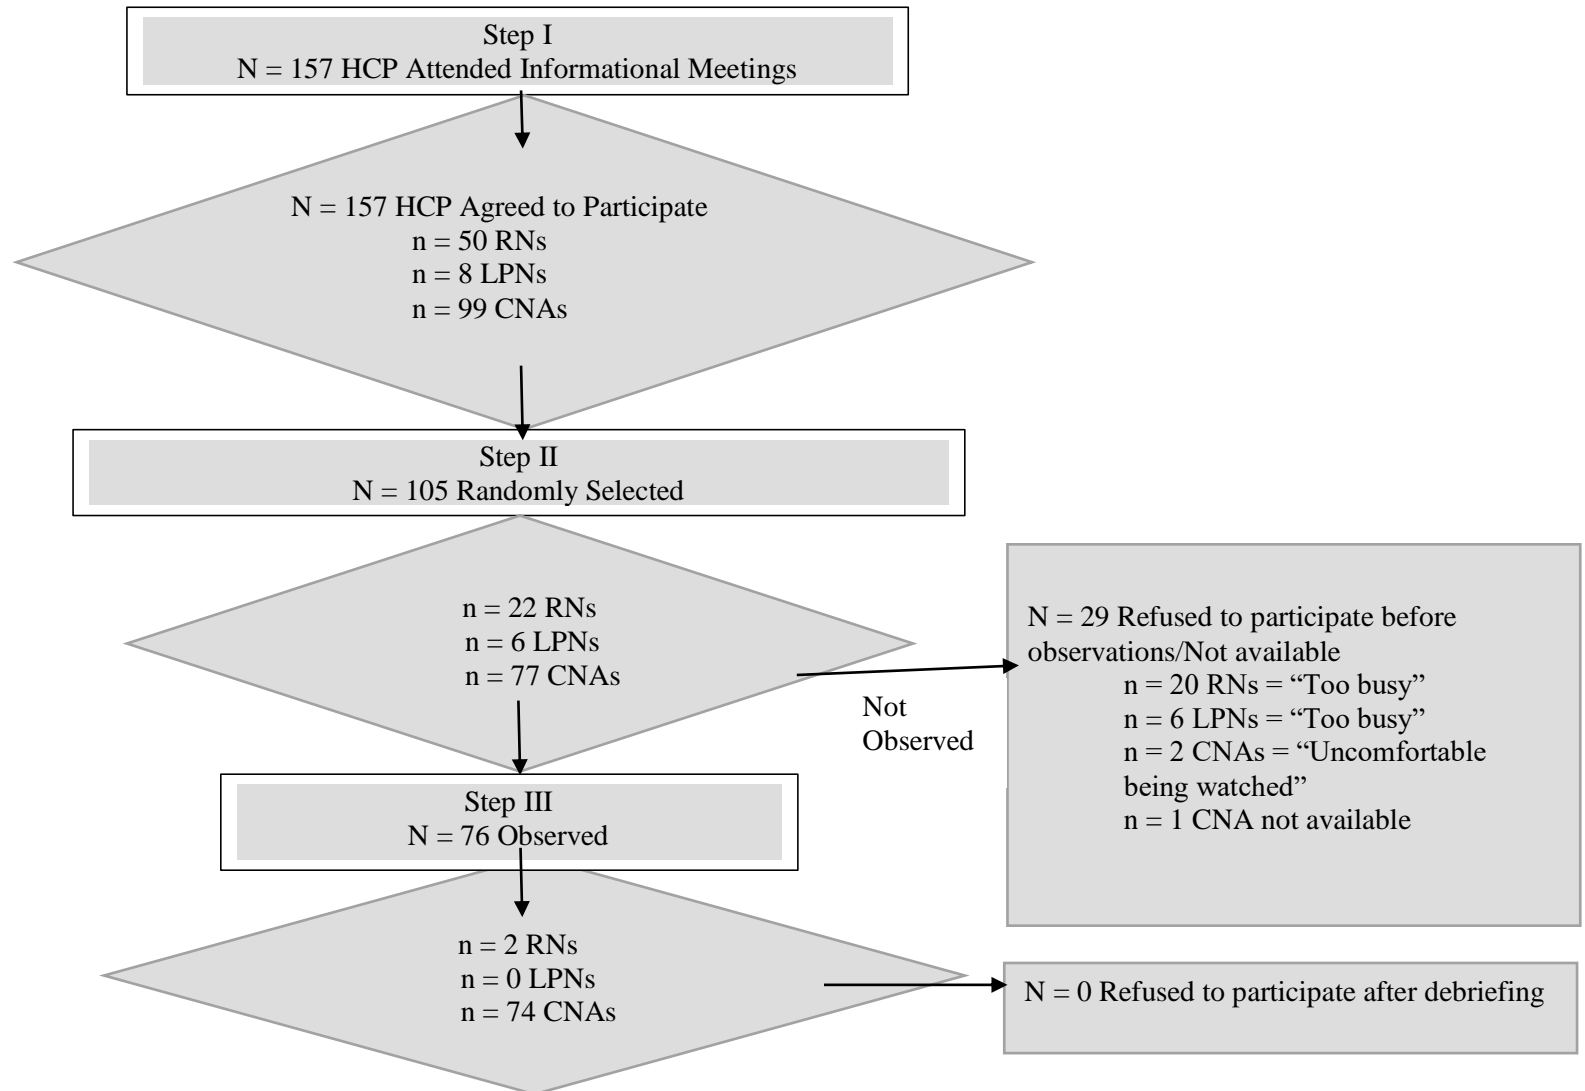 Step I
N = 157 HCP Attended Informational Meetings
N = 157 HCP Agreed to Participate
n = 50 RNs
n = 8 LPNs
n = 99 CNAs
Step II
N = 105 Randomly Selected
n = 22 RNs
n = 6 LPNs
n = 77 CNAs
Not
Observed
N = 29 Refused to participate before
observations/Not available
n = 20 RNs = “Too busy”
n = 6 LPNs = “Too busy”
n = 2 CNAs = “Uncomfortable
being watched”
n = 1 CNA not available
Step III
N = 76 Observed
n = 2 RNs
n = 0 LPNs
n = 74 CNAs
N = 0 Refused to participate after debriefing